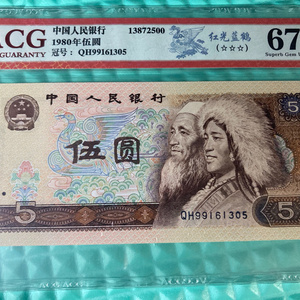 ACG
中国人民银行 13872500
1980年伍圆
冠号： QH99161305
红光蓝鹤
(☆☆☆)
67
Superb Gem
中国人民银行
伍圆
5
QH99161305
5
5